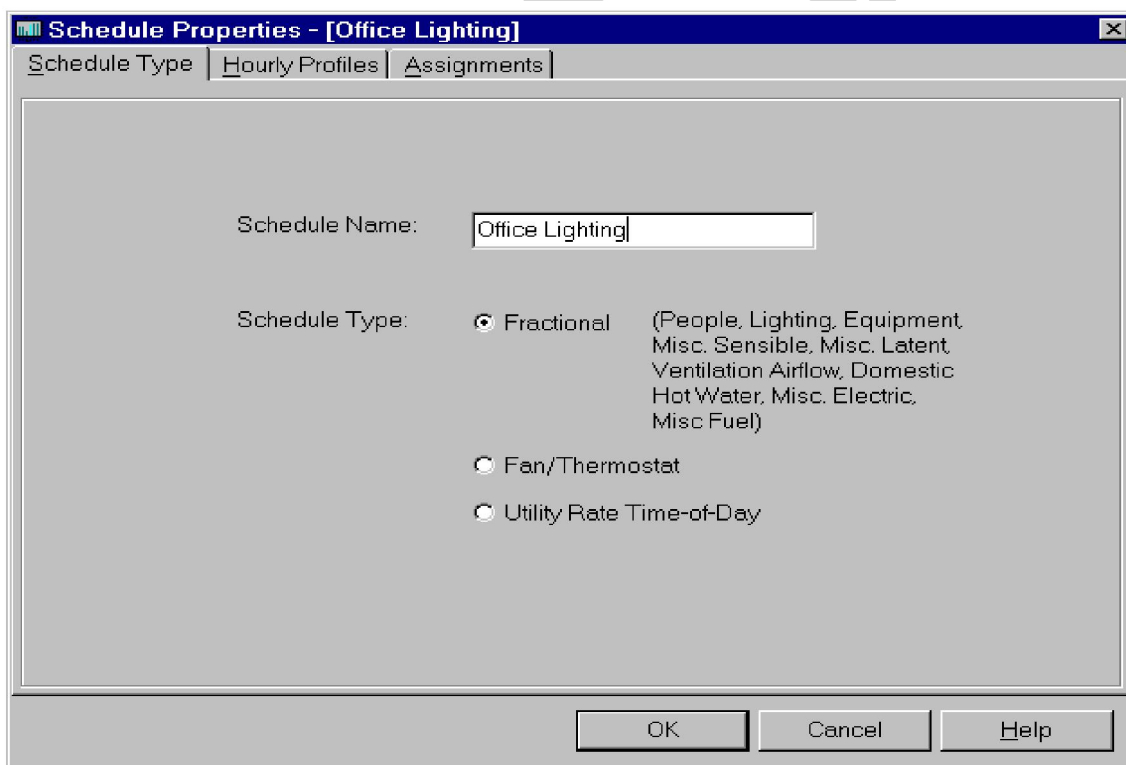 Schedule Properties - [Office Lighting]
Schedule Type
Hourly Profiles
Assignments
Schedule Name:
Office Lighting
Schedule Type:
Fractional
(People, Lighting, Equipment,
Misc. Sensible, Misc. Latent,
Ventilation Airflow, Domestic
Hot Water, Misc. Electric,
Misc Fuel)
Fan/Thermostat
Utility Rate Time-of-Day
OK
Cancel
Help